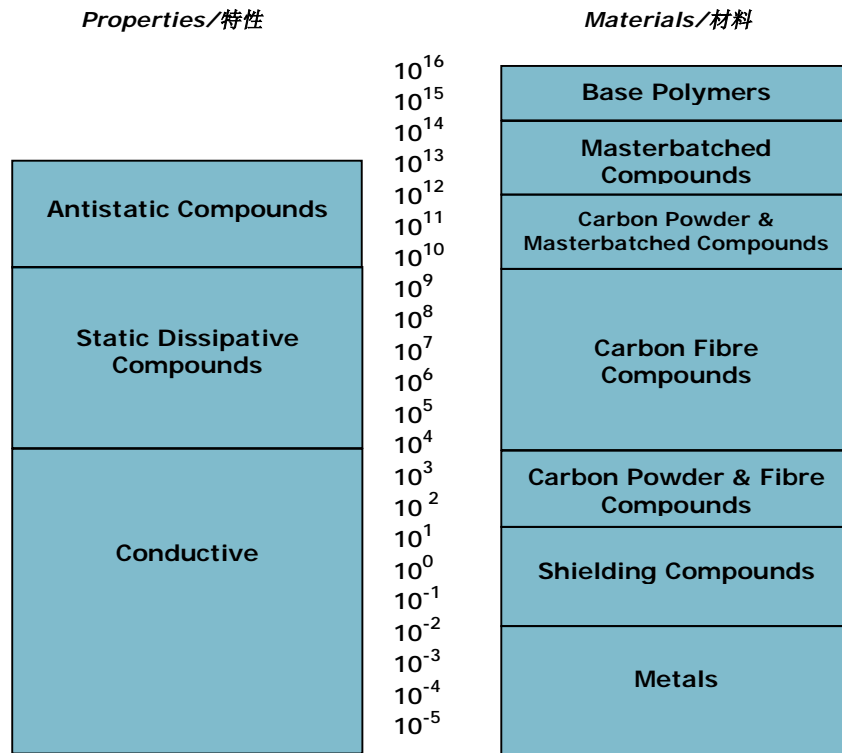 Properties/特性
Materials/材料
10^16
10^15
10^14
10^13
10^12
10^11
10^10
10^9
10^8
10^7
10^6
10^5
10^4
10^3
10^2
10^1
10^0
10^-1
10^-2
10^-3
10^-4
10^-5
Antistatic Compounds
Static Dissipative
Compounds
Conductive
Base Polymers
Masterbatched
Compounds
Carbon Powder &
Masterbatched Compounds
Carbon Fibre
Compounds
Carbon Powder & Fibre
Compounds
Shielding Compounds
Metals